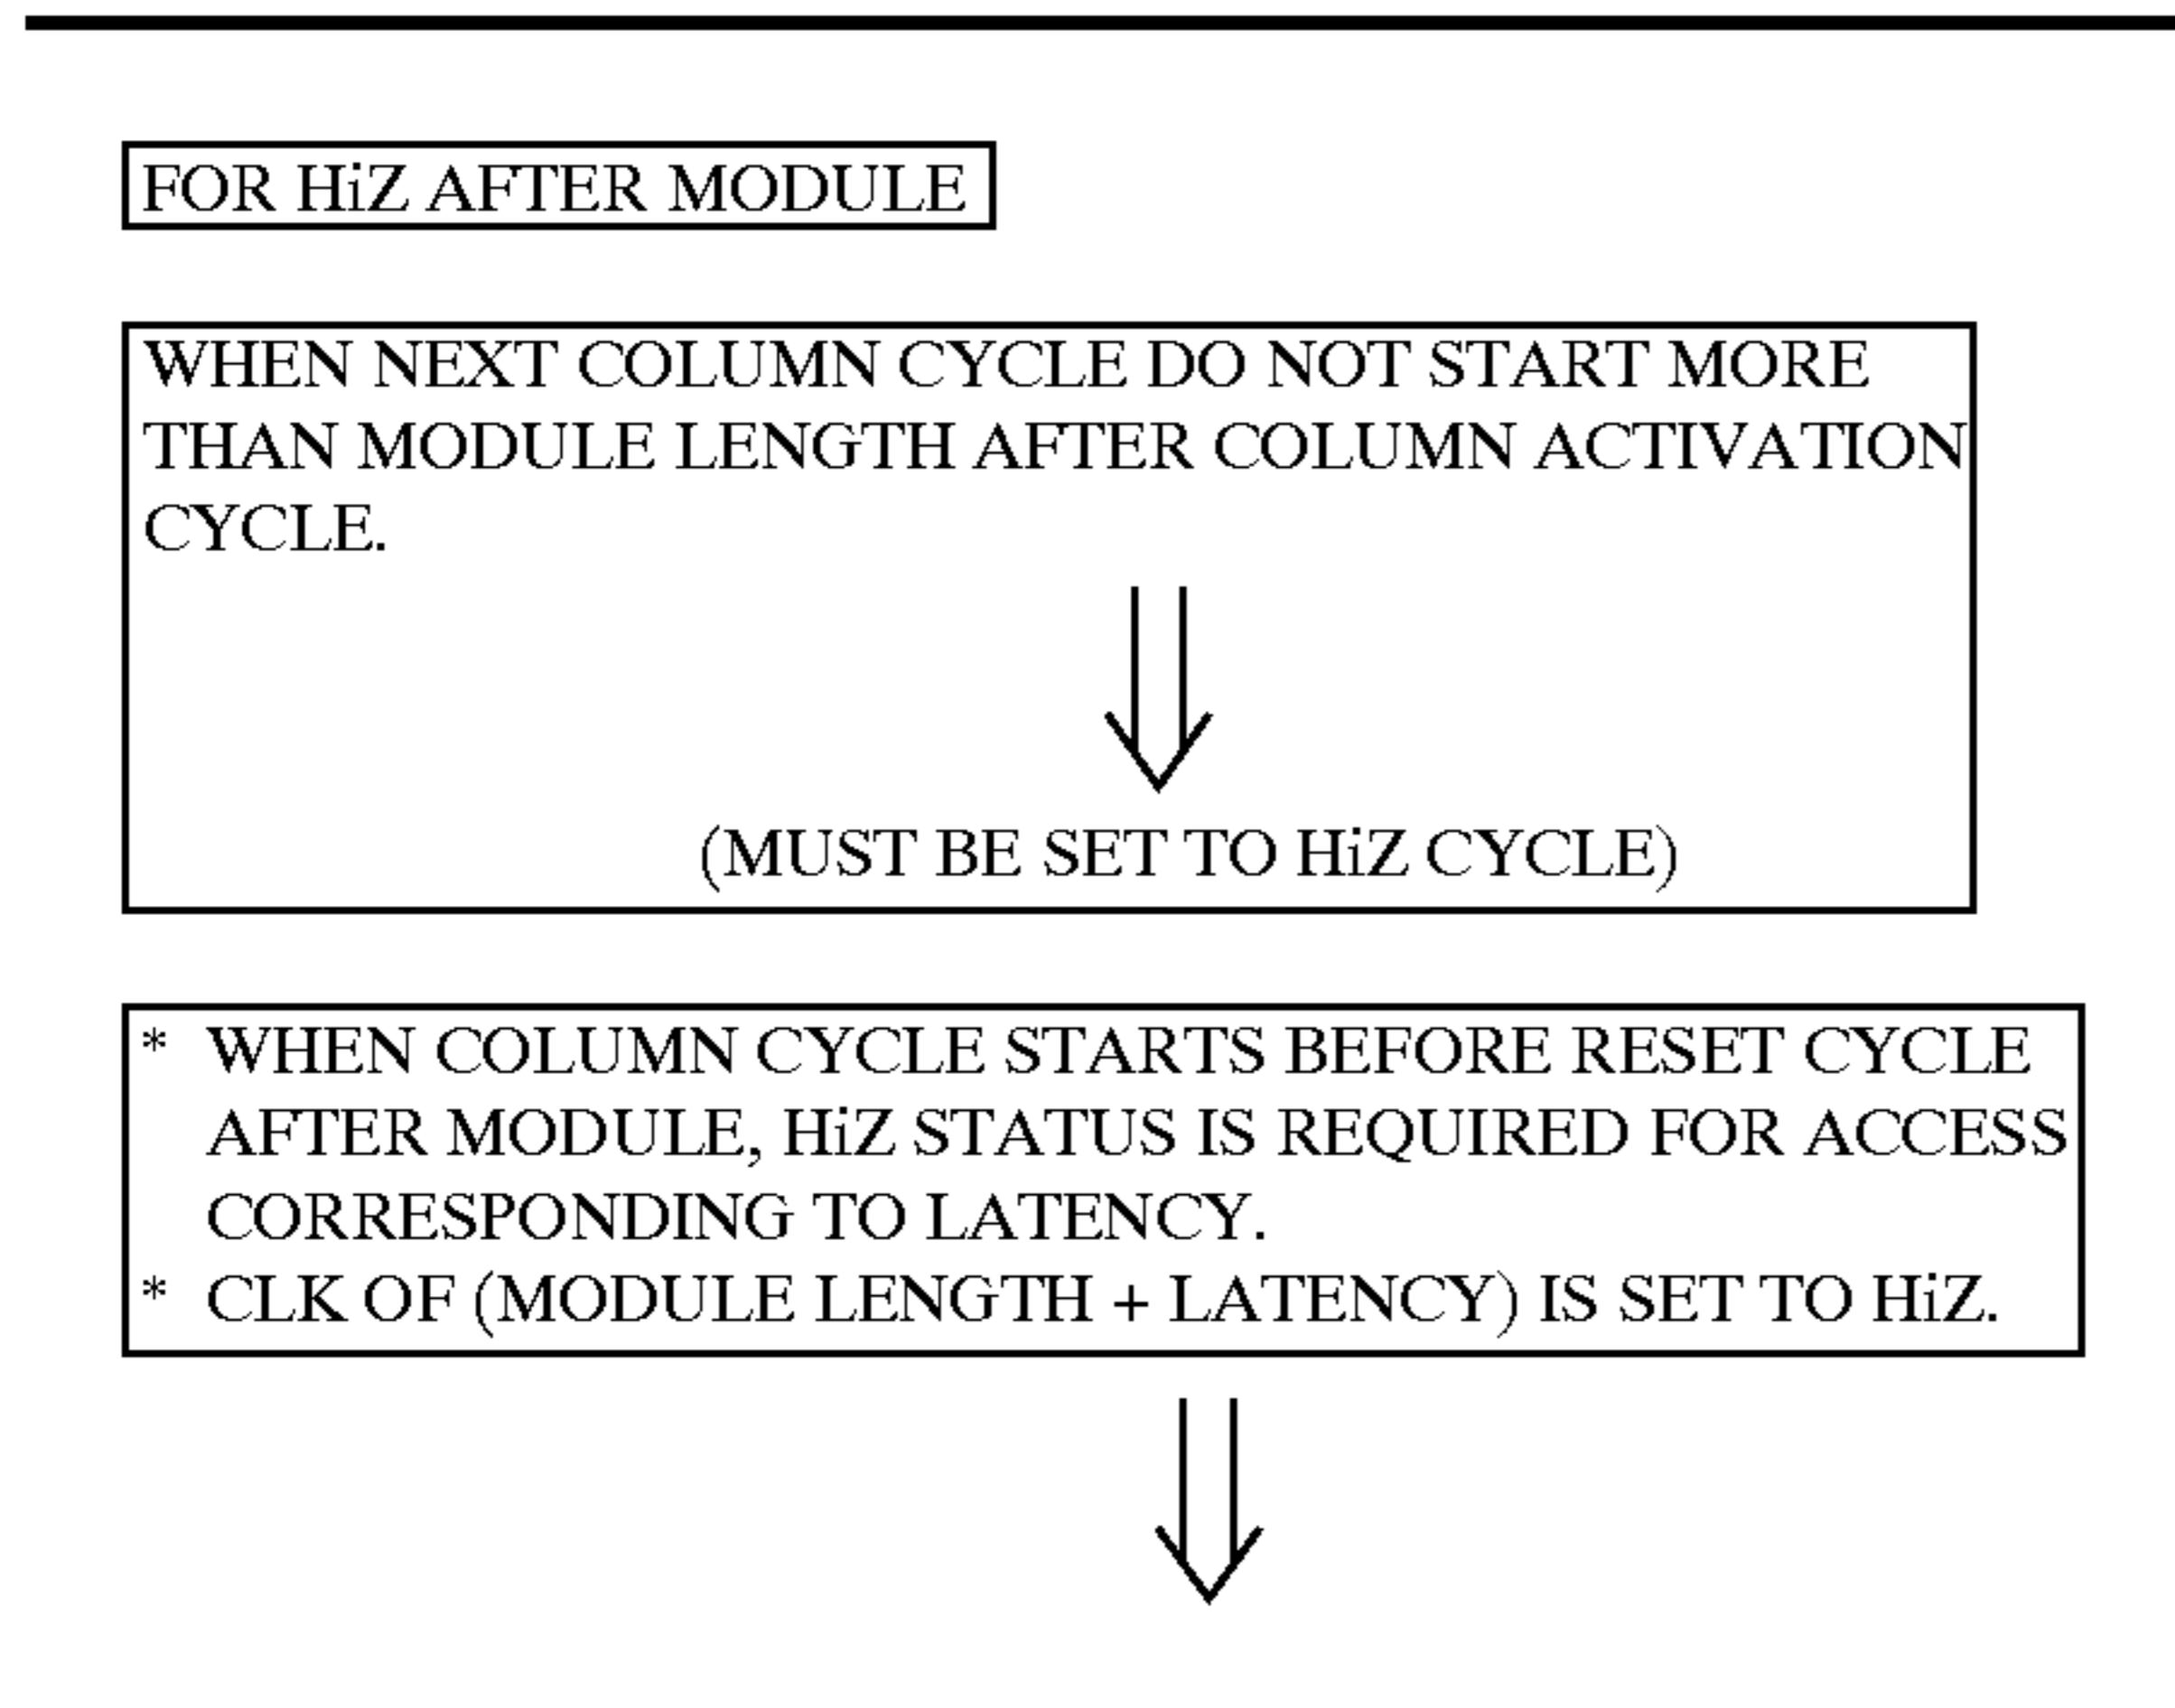 FOR HiZ AFTER MODULE
WHEN NEXT COLUMN CYCLE DO NOT START MORE
THAN MODULE LENGTH AFTER COLUMN ACTIVATION
CYCLE.
(MUST BE SET TO HiZ CYCLE)
* WHEN COLUMN CYCLE STARTS BEFORE RESET CYCLE
AFTER MODULE, HiZ STATUS IS REQUIRED FOR ACCESS
CORRESPONDING TO LATENCY.
* CLK OF (MODULE LENGTH + LATENCY) IS SET TO HiZ.